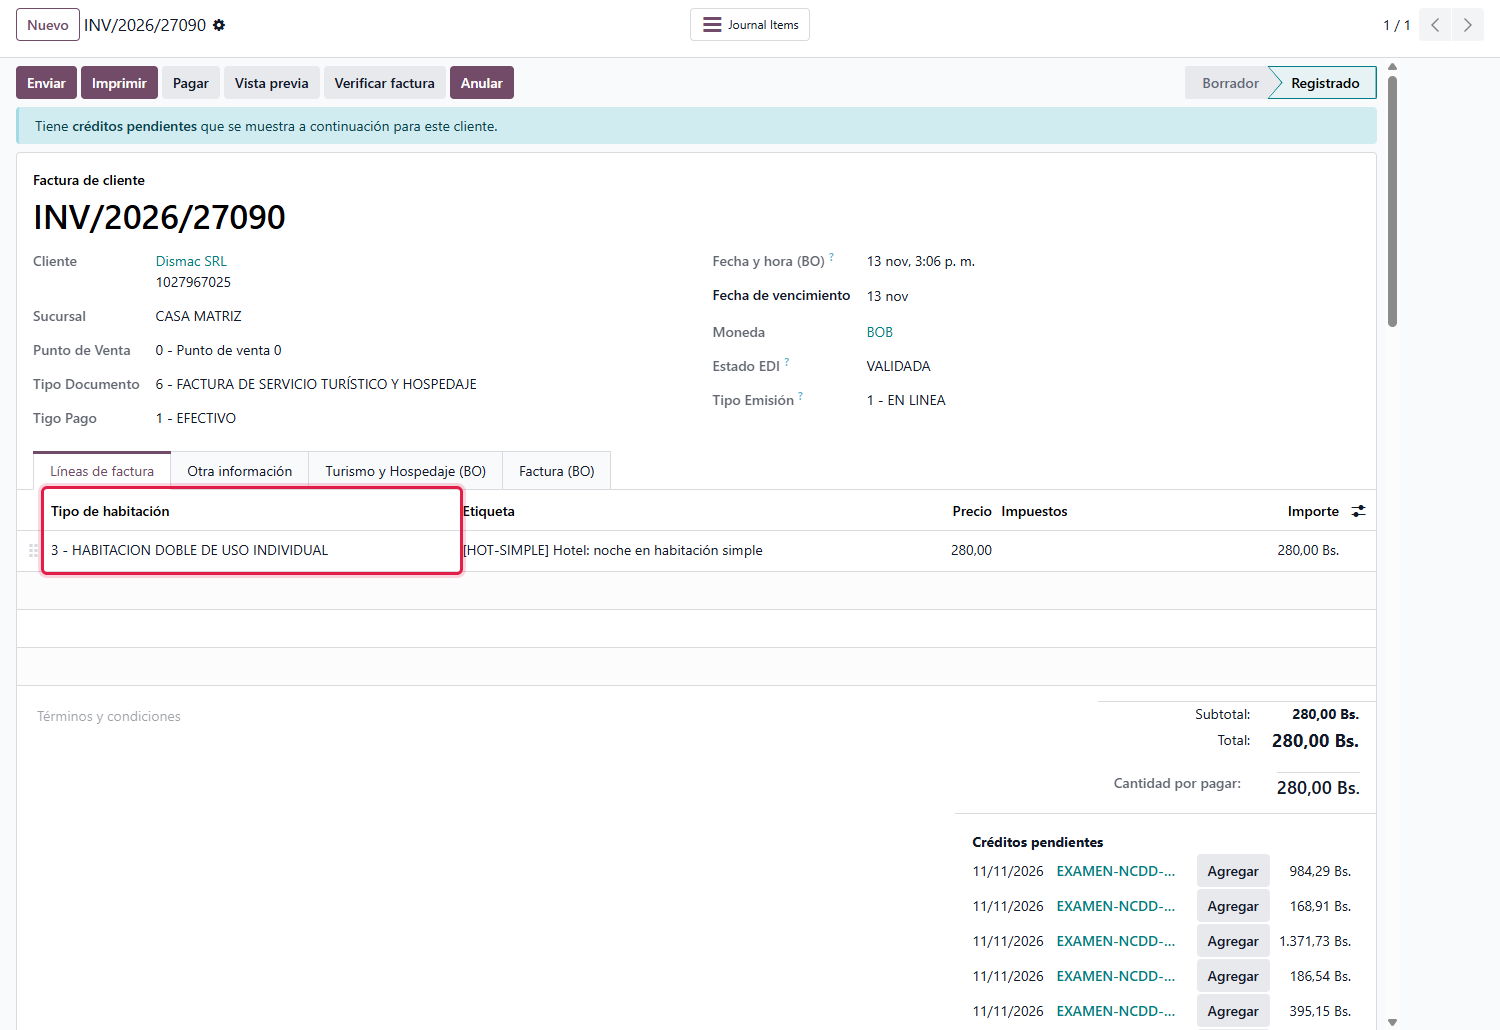 Nuevo INV/2026/27090 Journal Items 1 / 1
Enviar Imprimir Pagar Vista previa Verificar factura Anular Borrador Registrado
Tiene créditos pendientes que se muestra a continuación para este cliente.
Factura de cliente
INV/2026/27090
Cliente Dismac SRL
1027967025
Sucursal CASA MATRIZ
Punto de Venta 0 - Punto de venta 0
Tipo Documento 6 - FACTURA DE SERVICIO TURÍSTICO Y HOSPEDAJE
Tigo Pago 1 - EFECTIVO
Fecha y hora (BO) ? 13 nov, 3:06 p. m.
Fecha de vencimiento 13 nov
Moneda BOB
Estado EDI ? VALIDADA
Tipo Emisión ? 1 - EN LINEA
Líneas de factura Otra información Turismo y Hospedaje (BO) Factura (BO)
Tipo de habitación Etiqueta Precio Impuestos Importe
3 - HABITACION DOBLE DE USO INDIVIDUAL [HOT-SIMPLE] Hotel: noche en habitación simple 280,00 280,00 Bs.
Términos y condiciones
Subtotal: 280,00 Bs.
Total: 280,00 Bs.
Cantidad por pagar: 280,00 Bs.
Créditos pendientes
11/11/2026 EXAMEN-NCDD-... Agregar 984,29 Bs.
11/11/2026 EXAMEN-NCDD-... Agregar 168,91 Bs.
11/11/2026 EXAMEN-NCDD-... Agregar 1.371,73 Bs.
11/11/2026 EXAMEN-NCDD-... Agregar 186,54 Bs.
11/11/2026 EXAMEN-NCDD-... Agregar 395,15 Bs.